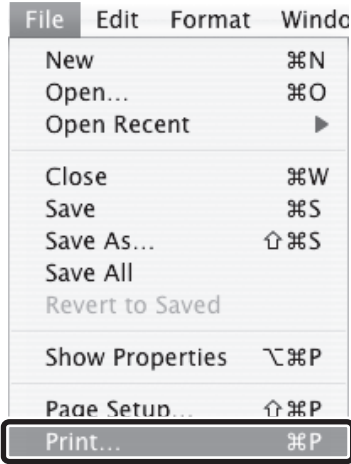 File Edit Format Windo
New ⌘N
Open... ⌘O
Open Recent ▶
Close ⌘W
Save ⌘S
Save As... ⇧⌘S
Save All
Revert to Saved
Show Properties ⌥⌘P
Page Setup... ⇧⌘P
Print... ⌘P